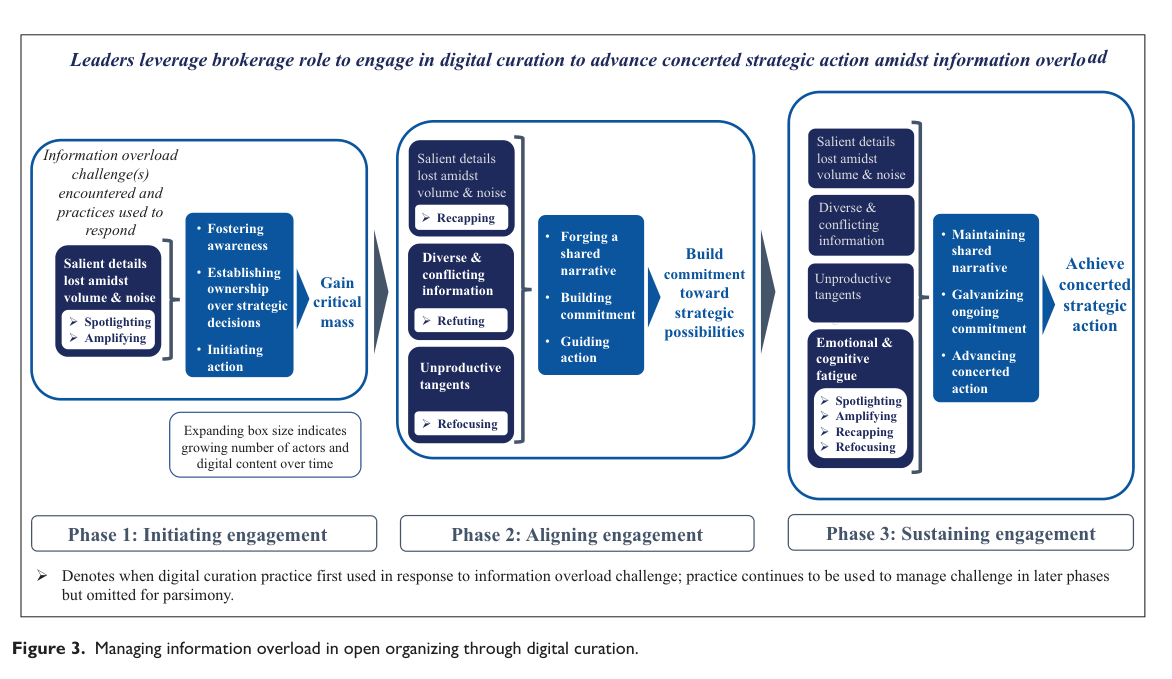 Leaders leverage brokerage role to engage in digital curation to advance concerted strategic action amidst information overload
Information overload
challenge(s)
encountered and
practices used to
respond
Salient details
lost amidst
volume & noise
➢ Spotlighting
➢ Amplifying
• Fostering
awareness
• Establishing
ownership
over strategic
decisions
• Initiating
action
Gain
critical
mass
Expanding box size indicates
growing number of actors and
digital content over time
Salient details
lost amidst
volume & noise
➢ Recapping
Diverse &
conflicting
information
➢ Refuting
Unproductive
tangents
➢ Refocusing
• Forging a
shared
narrative
• Building
commitment
• Guiding
action
Build
commitment
toward
strategic
possibilities
Salient details
lost amidst
volume & noise
Diverse &
conflicting
information
Unproductive
tangents
Emotional &
cognitive
fatigue
➢ Spotlighting
➢ Amplifying
➢ Recapping
➢ Refocusing
• Maintaining
shared
narrative
• Galvanizing
ongoing
commitment
• Advancing
concerted
action
Achieve
concerted
strategic
action
Phase 1: Initiating engagement
Phase 2: Aligning engagement
Phase 3: Sustaining engagement
➢ Denotes when digital curation practice first used in response to information overload challenge; practice continues to be used to manage challenge in later phases
but omitted for parsimony.
Figure 3. Managing information overload in open organizing through digital curation.